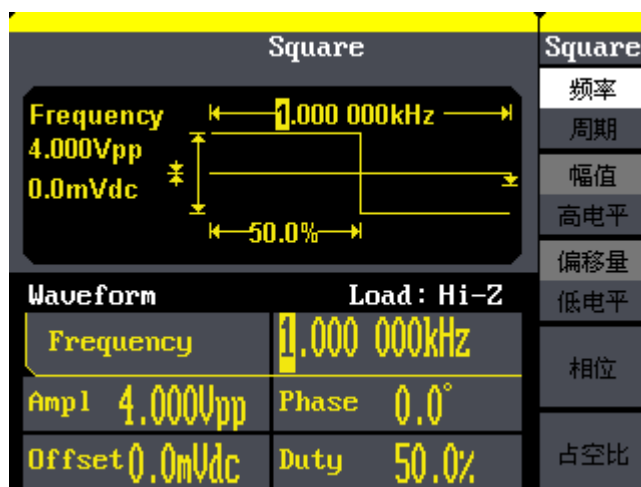 Square
Square
Frequency
1.000 000kHz
4.000Vpp
0.0mVdc
50.0%
频率
周期
幅值
高电平
偏移量
低电平
相位
占空比
Waveform Load: Hi-Z
Frequency 1.000 000kHz
Ampl 4.000Vpp Phase 0.0°
Offset 0.0mVdc Duty 50.0%